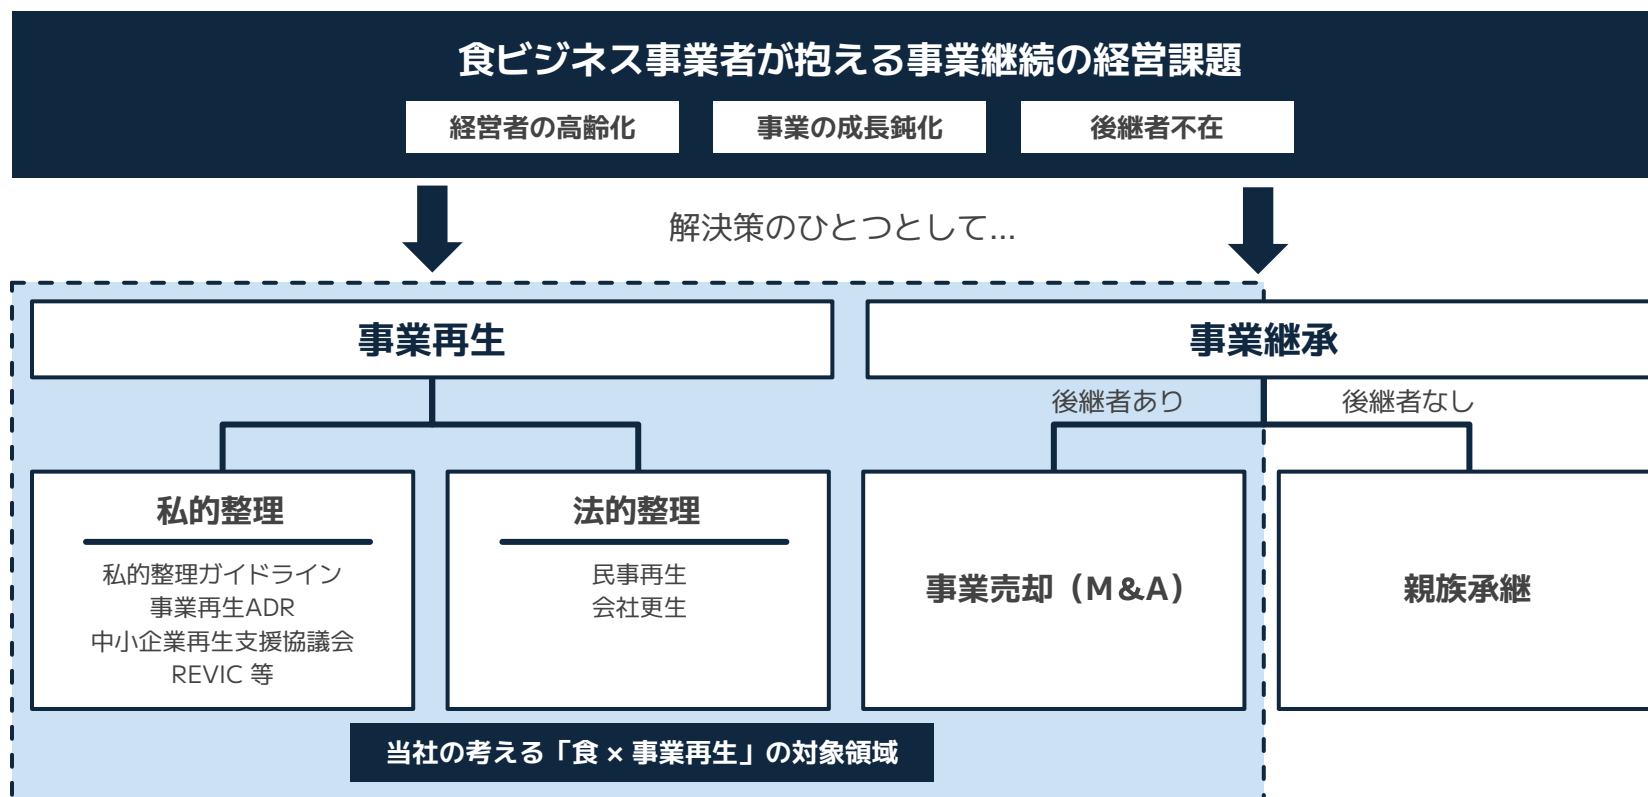 食ビジネス事業者が抱える事業継続の経営課題
経営者の高齢化
事業の成長鈍化
後継者不在
解決策のひとつとして...
事業再生
事業継承
後継者あり
後継者なし
私的整理
私的整理ガイドライン
事業再生ADR
中小企業再生支援協議会
REVIC 等
法的整理
民事再生
会社更生
事業売却（M＆A）
親族承継
当社の考える「食 × 事業再生」の対象領域